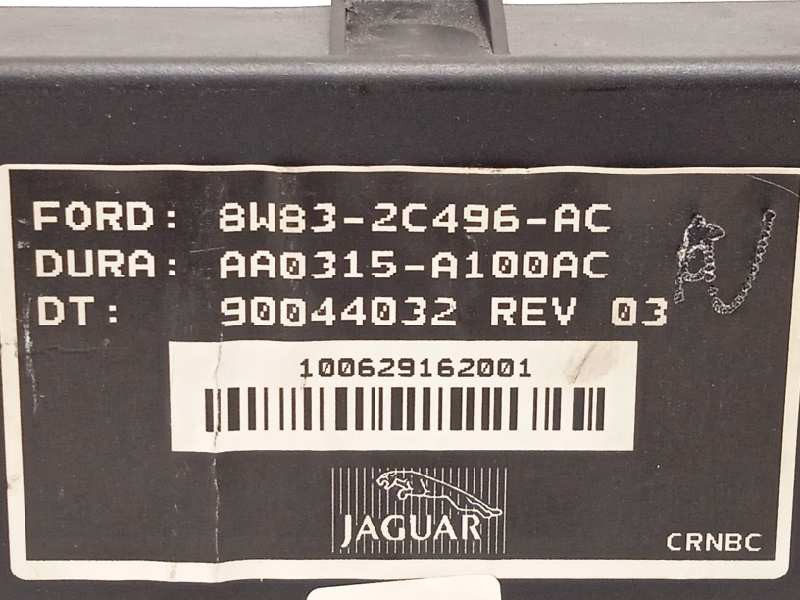 FORD: 8W83-2C496-AC
DURA: AA0315-A100AC
DT: 90044032 REV 03
100629162001
JAGUAR
CRNBC